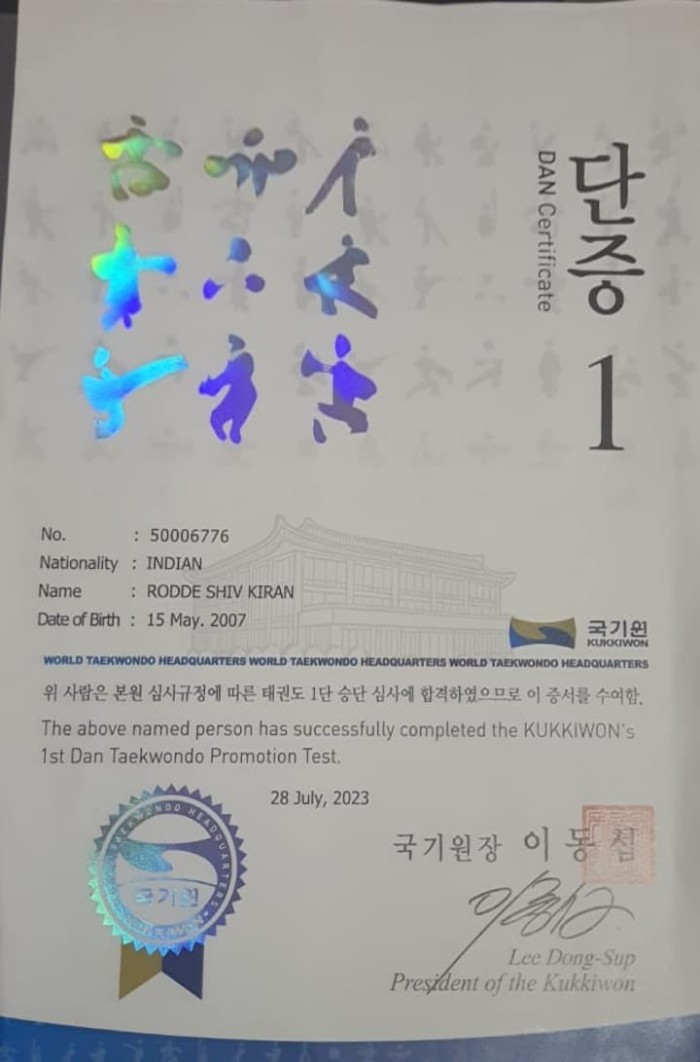 단증
DAN Certificate
1
No. : 50006776
Nationality : INDIAN
Name : RODDE SHIV KIRAN
Date of Birth : 15 May. 2007
국기원
KUKKIWON
WORLD TAEKWONDO HEADQUARTERS WORLD TAEKWONDO HEADQUARTERS WORLD TAEKWONDO HEADQUARTERS
위 사람은 본원 심사규정에 따른 태권도 1단 승단 심사에 합격하였으므로 이 증서를 수여함.
The above named person has successfully completed the KUKKIWON's
1st Dan Taekwondo Promotion Test.
28 July, 2023
TAEKWONDO HEADQUARTERS
국기원
국기원장 이동섭
Lee Dong-Sup
President of the Kukkiwon